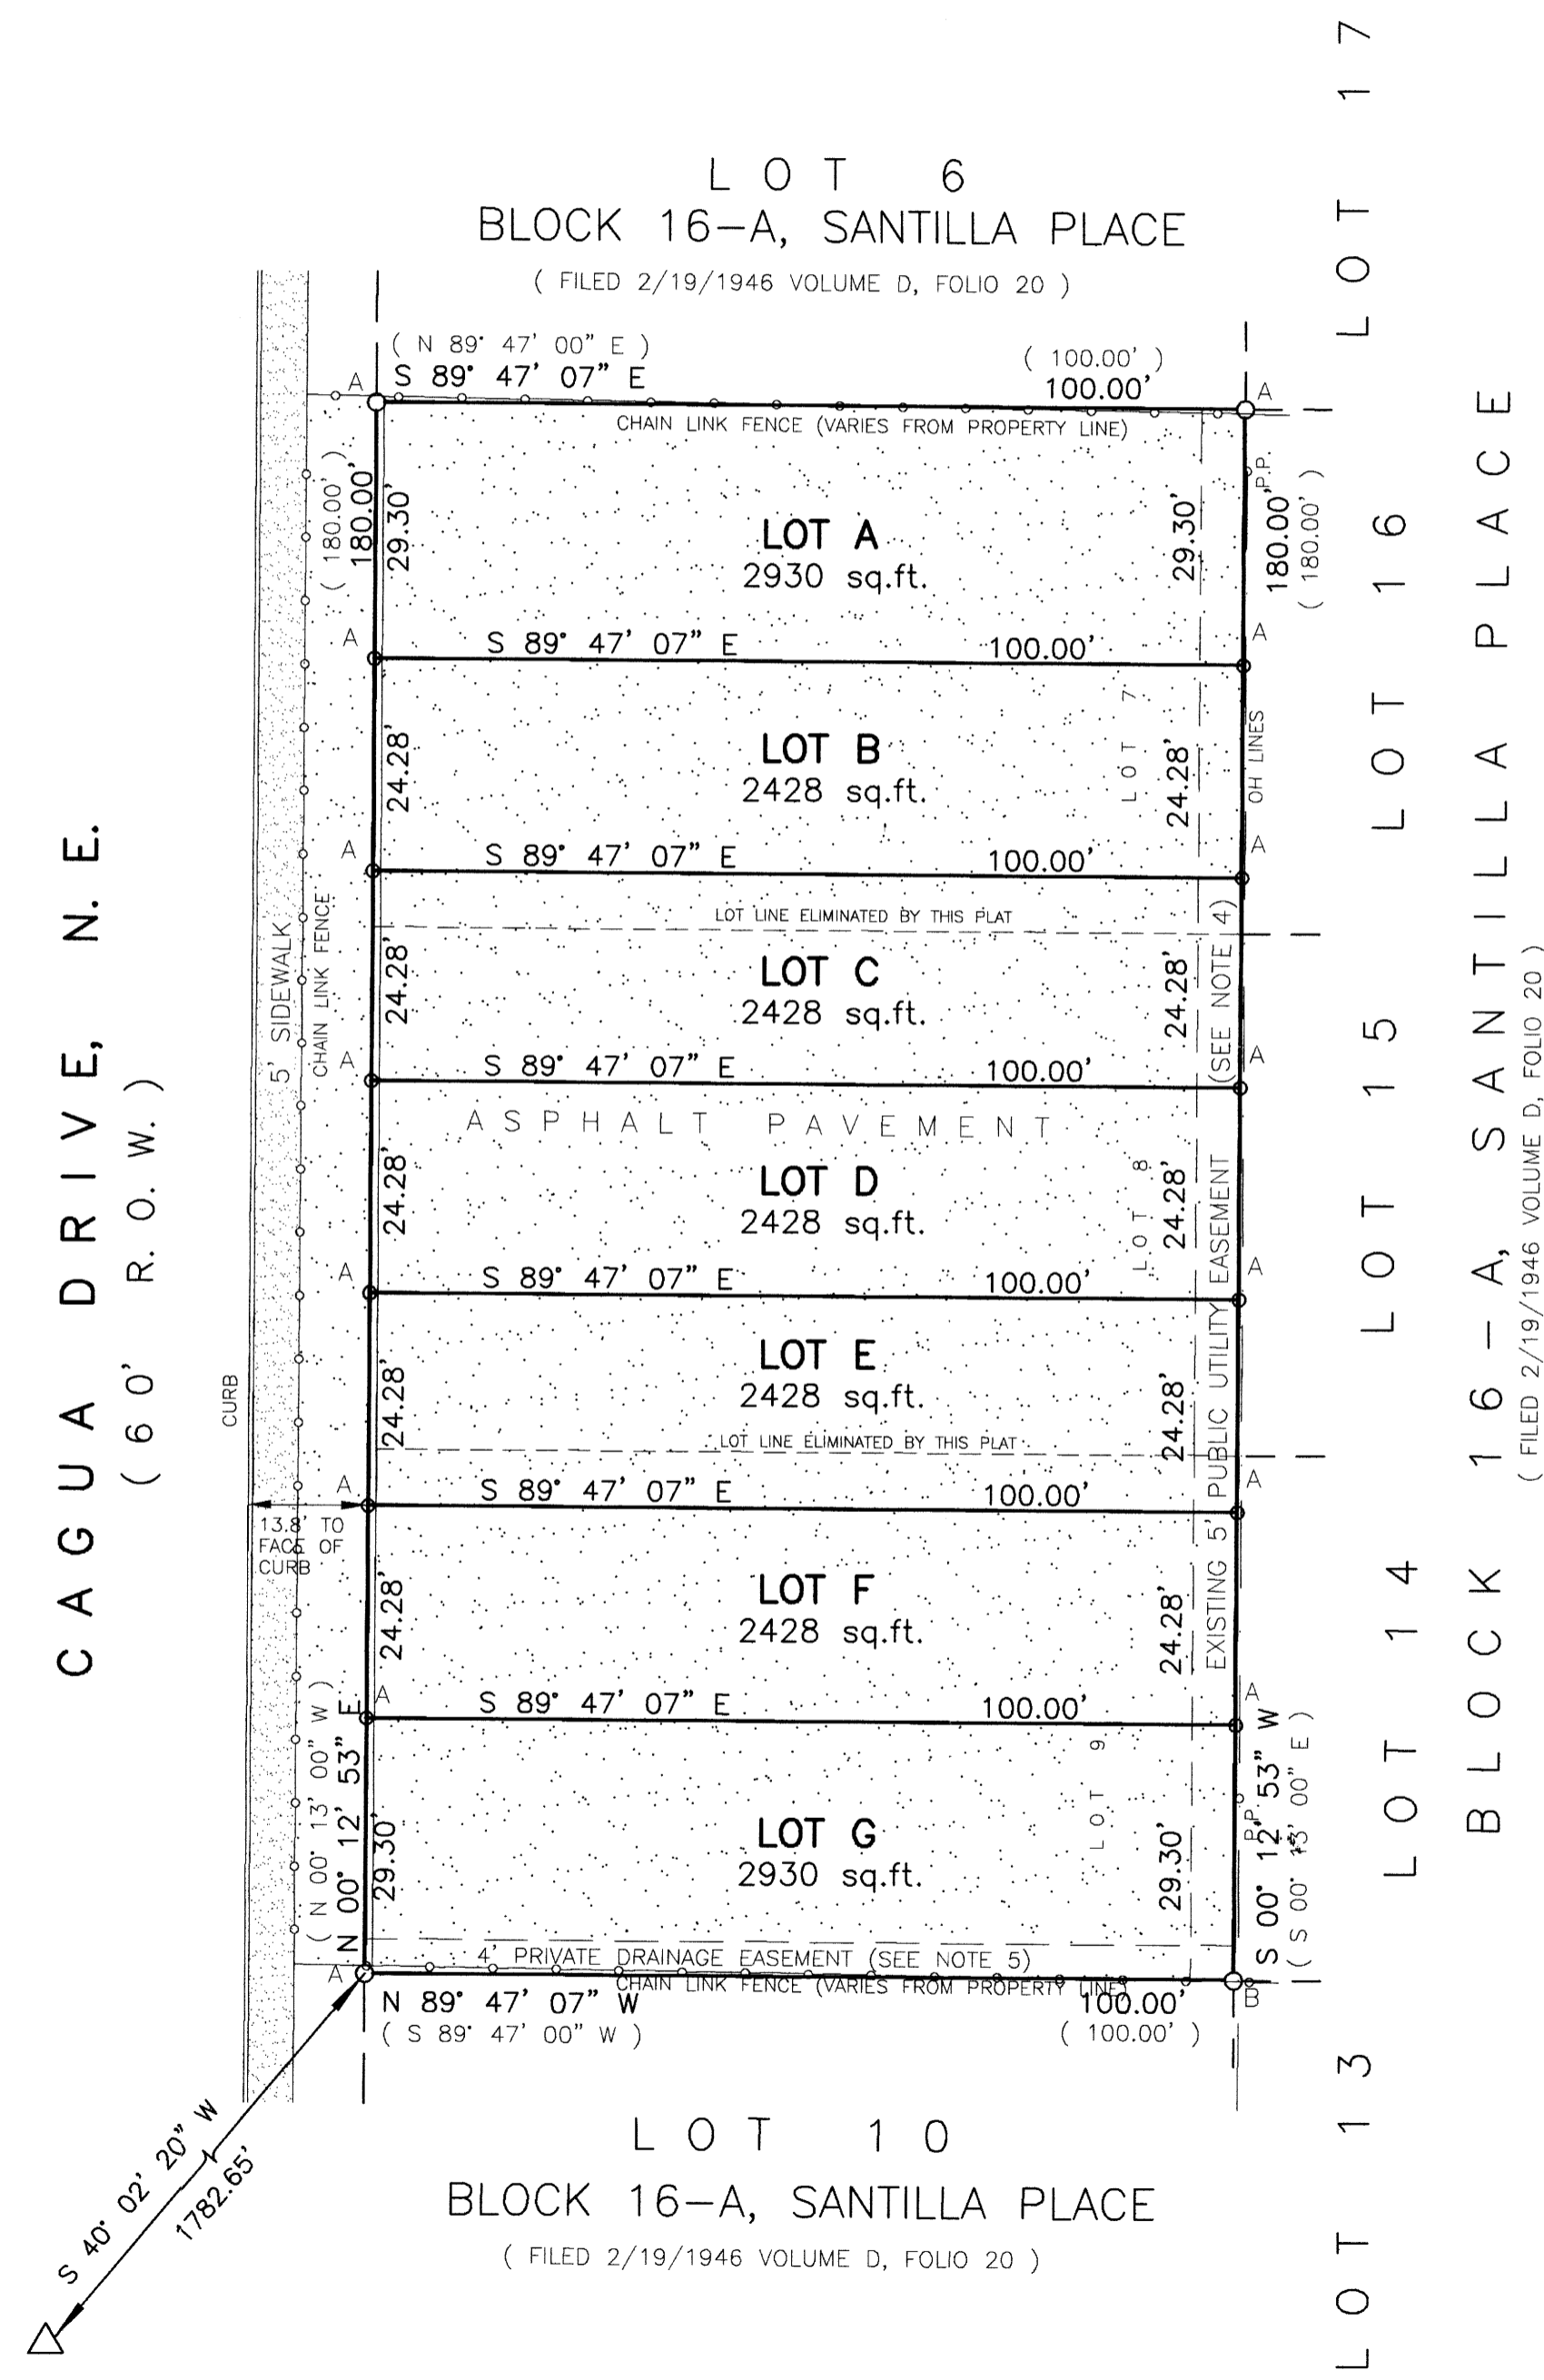 LOT 6
BLOCK 16-A, SANTILLA PLACE
( FILED 2/19/1946 VOLUME D, FOLIO 20 )
( N 89° 47' 00" E )
( 100.00' )
S 89° 47' 07" E
100.00'
A
A
CHAIN LINK FENCE (VARIES FROM PROPERTY LINE)
( 180.00' )
180.00'
29.30'
LOT A
2930 sq.ft.
29.30'
P.P.
180.00'
( 180.00' )
A
S 89° 47' 07" E
100.00'
A
24.28'
LOT B
2428 sq.ft.
LOT 7
24.28'
OH LINES
A
S 89° 47' 07" E
100.00'
A
LOT LINE ELIMINATED BY THIS PLAT
24.28'
LOT C
2428 sq.ft.
24.28'
A
S 89° 47' 07" E
100.00'
A
ASPHALT PAVEMENT
24.28'
LOT D
2428 sq.ft.
LOT 8
24.28'
A
S 89° 47' 07" E
100.00'
A
24.28'
LOT E
2428 sq.ft.
24.28'
LOT LINE ELIMINATED BY THIS PLAT
A
S 89° 47' 07" E
100.00'
A
24.28'
LOT F
2428 sq.ft.
24.28'
EXISTING 5' PUBLIC UTILITY EASEMENT (SEE NOTE 4)
A
S 89° 47' 07" E
100.00'
A
29.30'
LOT G
2930 sq.ft.
LOT 9
29.30'
P.P.
( N 00° 13' 00" W )
N 00° 12' 53" E
S 00° 12' 53" W
( S 00° 13' 00" E )
4' PRIVATE DRAINAGE EASEMENT (SEE NOTE 5)
CHAIN LINK FENCE (VARIES FROM PROPERTY LINE)
A
B
N 89° 47' 07" W
100.00'
( S 89° 47' 00" W )
( 100.00' )
CAGUA DRIVE, N. E.
( 60' R. O. W. )
CURB
5' SIDEWALK
CHAIN LINK FENCE
13.8' TO
FACE OF
CURB
S 40° 02' 20" W
1782.65'
LOT 10
BLOCK 16-A, SANTILLA PLACE
( FILED 2/19/1946 VOLUME D, FOLIO 20 )
LOT 17
LOT 16
LOT 15
LOT 14
LOT 13
BLOCK 16-A, SANTILLA PLACE
( FILED 2/19/1946 VOLUME D, FOLIO 20 )